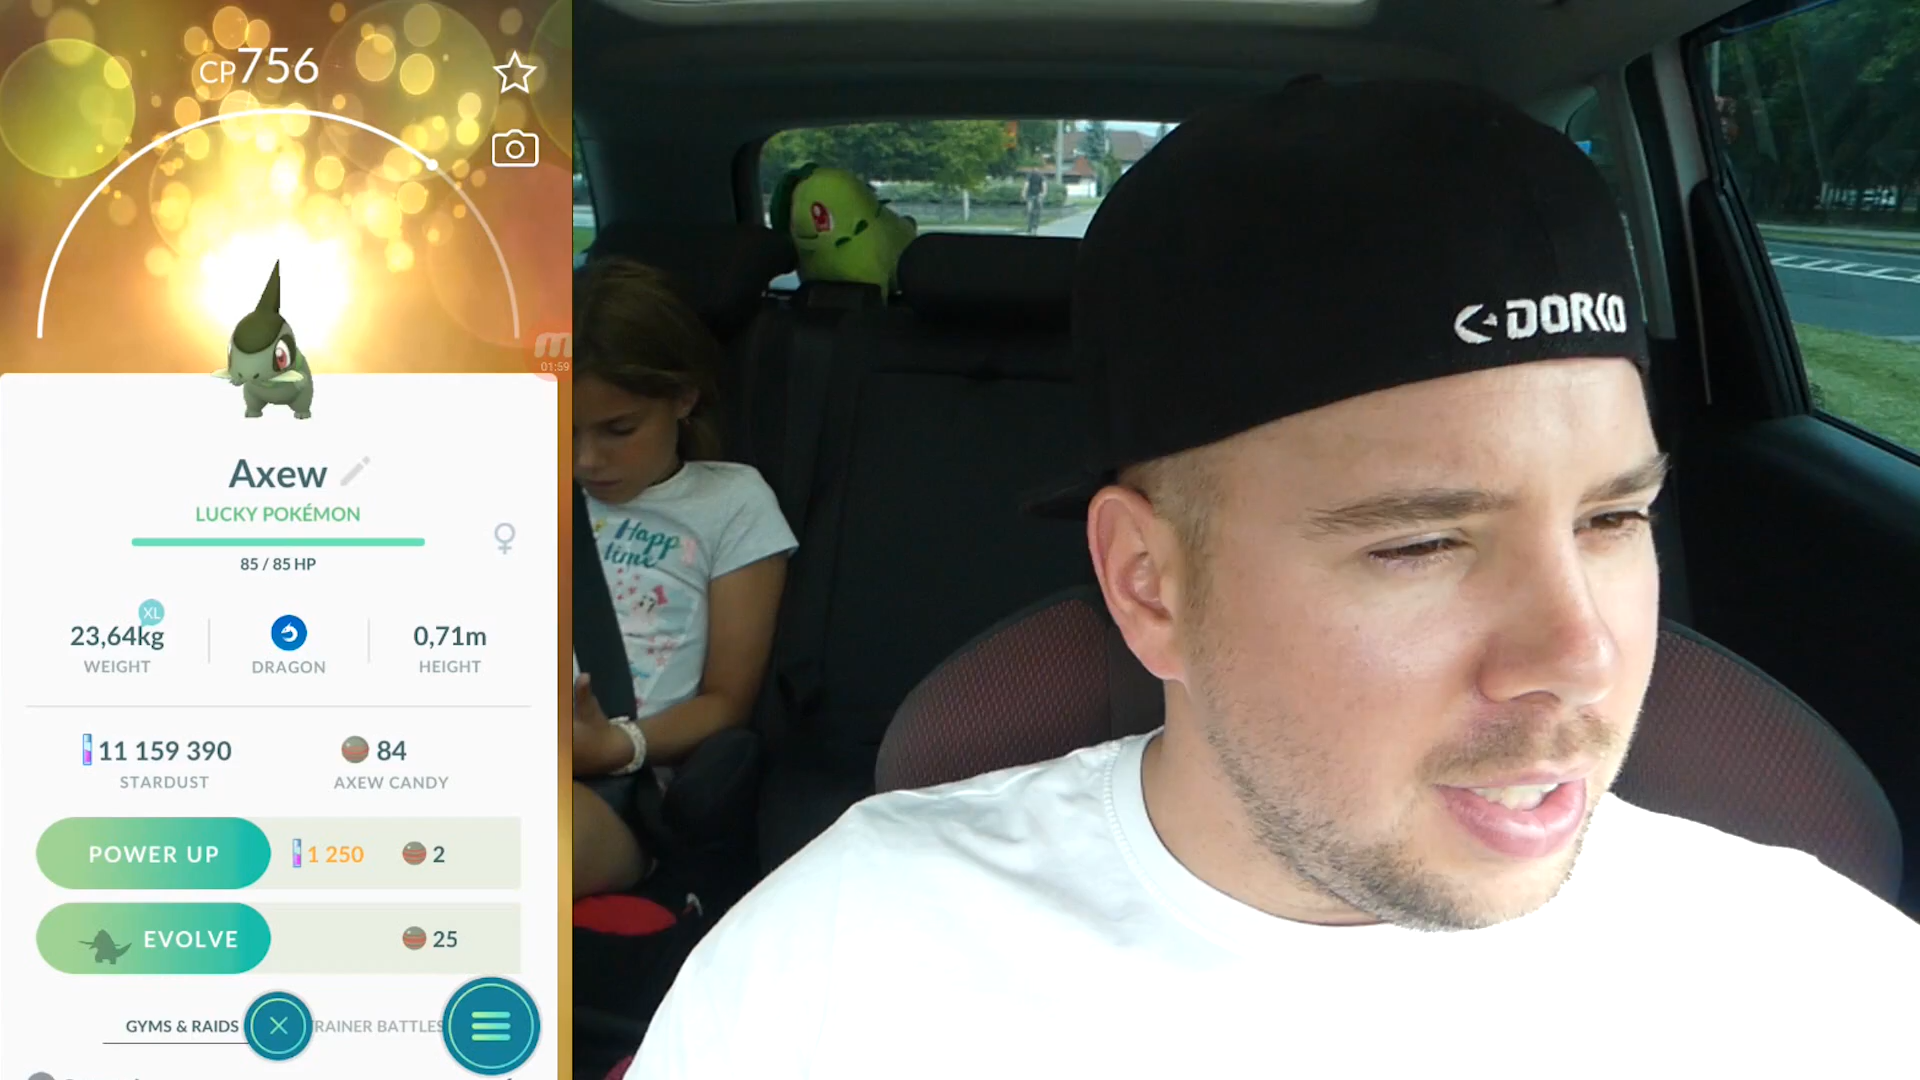 CP756
01:59
Axew
LUCKY POKÉMON
85 / 85 HP
XL
23,64kg
WEIGHT
DRAGON
0,71m
HEIGHT
11 159 390
STARDUST
84
AXEW CANDY
POWER UP
1 250
2
EVOLVE
25
GYMS & RAIDS
TRAINER BATTLES
DORKO
Happ
time